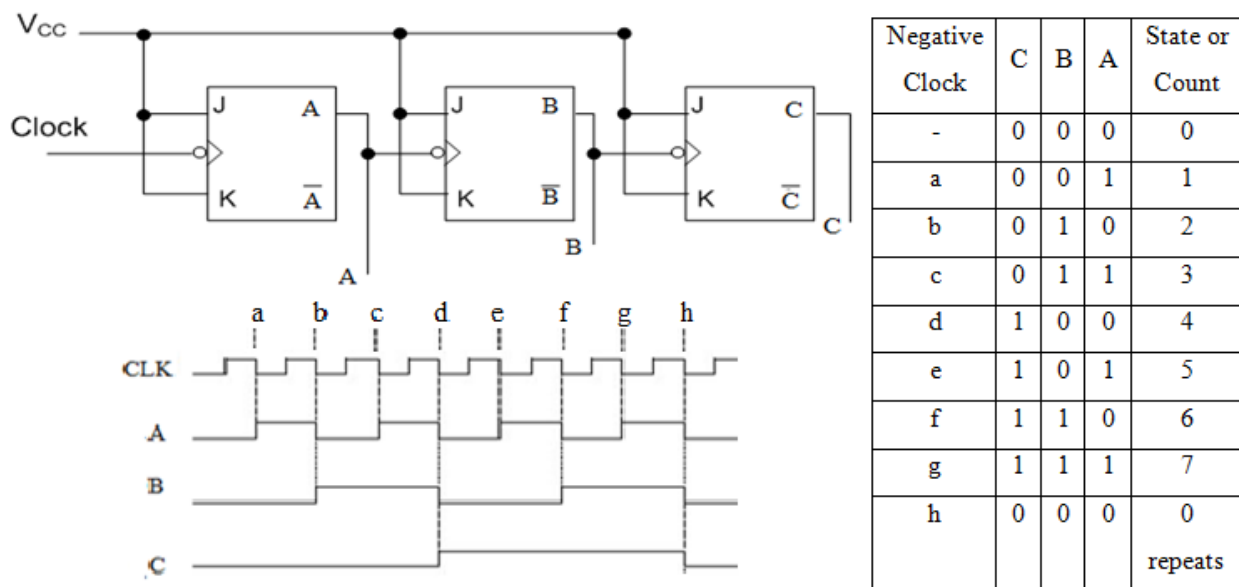 V_CC
Clock
J A
K A̅
J B
K B̅
J C
K C̅
A
B
C
a b c d e f g h
CLK
A
B
C
Negative Clock C B A State or Count
- 0 0 0 0
a 0 0 1 1
b 0 1 0 2
c 0 1 1 3
d 1 0 0 4
e 1 0 1 5
f 1 1 0 6
g 1 1 1 7
h 0 0 0 0
repeats